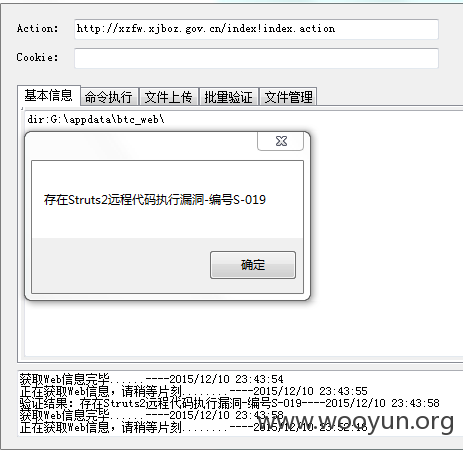 Action: http://xzfw.xjboz.gov.cn/index!index.action
Cookie:
基本信息 命令执行 文件上传 批量验证 文件管理
dir:G:\appdata\btc_web\
存在Struts2远程代码执行漏洞-编号S-019
确定
获取Web信息完毕......----2015/12/10 23:43:54
正在获取Web信息，请稍等片刻........----2015/12/10 23:43:55
验证结果：存在Struts2远程代码执行漏洞-编号S-019----2015/12/10 23:43:58
获取Web信息完毕......----2015/12/10 23:43:58
正在获取Web信息，请稍等片刻........----2015/12/10 23:52:16
www.wooyun.org